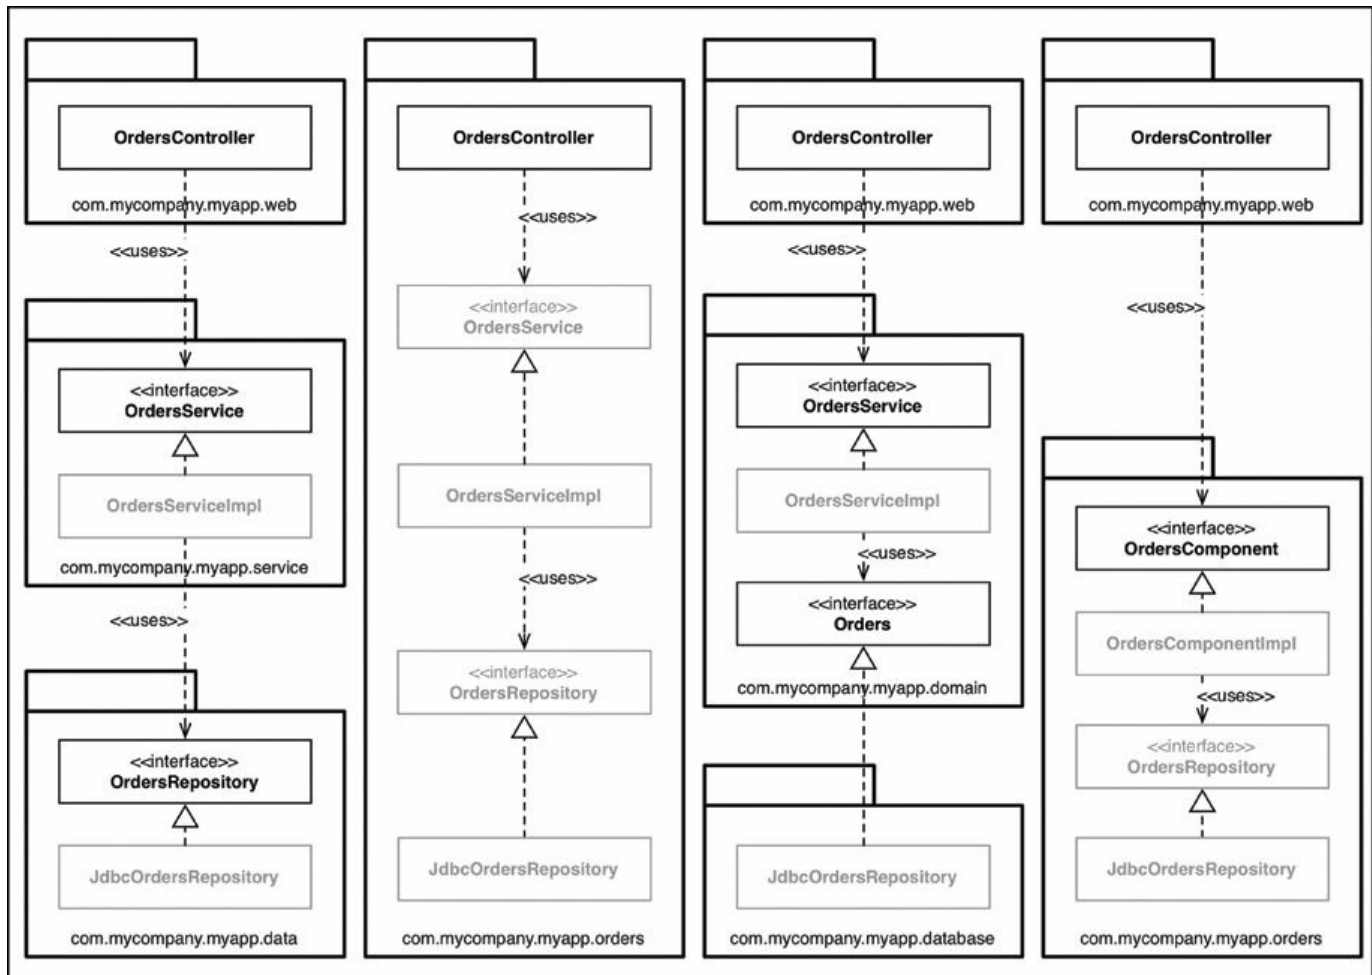 OrdersController
com.mycompany.myapp.web
<<uses>>
<<interface>>
OrdersService
OrdersServiceImpl
com.mycompany.myapp.service
<<uses>>
<<interface>>
OrdersRepository
JdbcOrdersRepository
com.mycompany.myapp.data
OrdersController
<<uses>>
<<interface>>
OrdersService
OrdersServiceImpl
<<uses>>
<<interface>>
OrdersRepository
JdbcOrdersRepository
com.mycompany.myapp.orders
OrdersController
com.mycompany.myapp.web
<<uses>>
<<interface>>
OrdersService
OrdersServiceImpl
<<uses>>
<<interface>>
Orders
com.mycompany.myapp.domain
JdbcOrdersRepository
com.mycompany.myapp.database
OrdersController
com.mycompany.myapp.web
<<uses>>
<<interface>>
OrdersComponent
OrdersComponentImpl
<<uses>>
<<interface>>
OrdersRepository
JdbcOrdersRepository
com.mycompany.myapp.orders